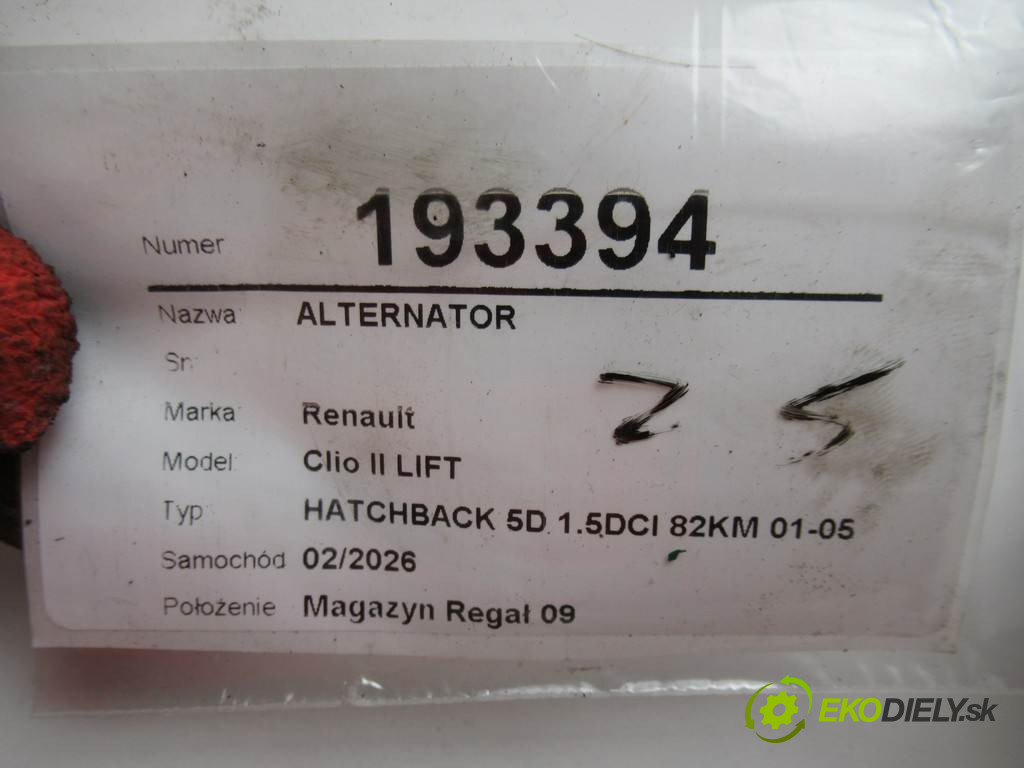 Numer 193394
Nazwa ALTERNATOR
Sn:
Marka Renault
Model Clio II LIFT
Typ HATCHBACK 5D 1.5DCI 82KM 01-05
Samochód 02/2026
Położenie Magazyn Regał 09
EKODIELY.sk